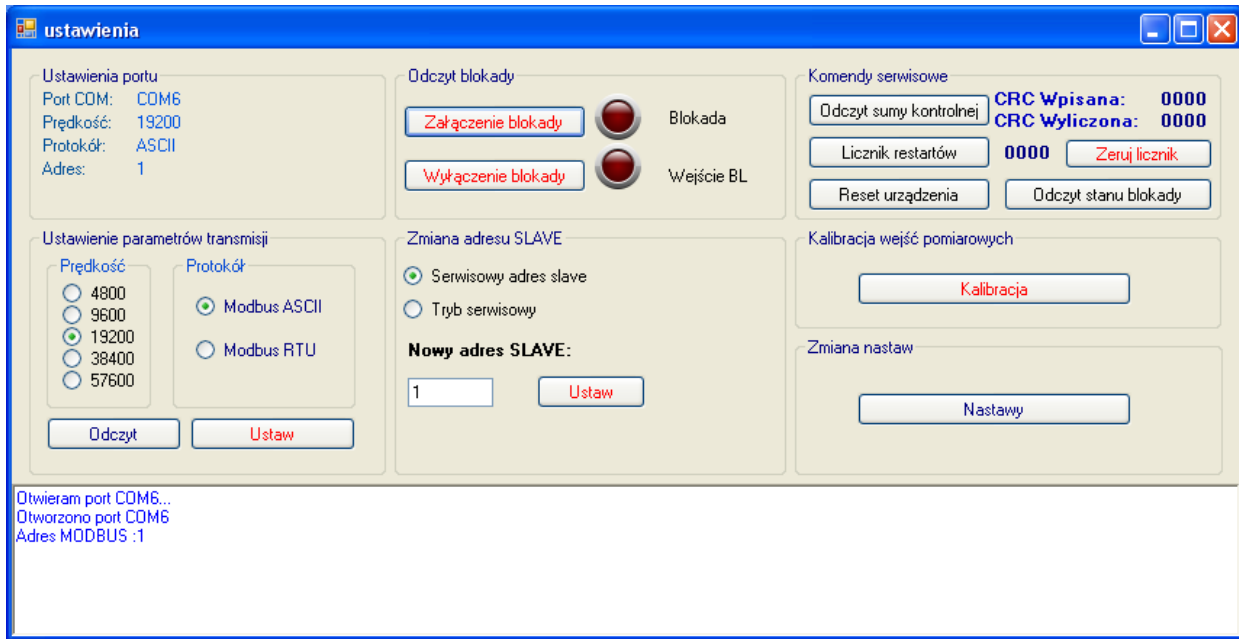 ustawienia
Ustawienia portu
Port COM: COM6
Prędkość: 19200
Protokół: ASCII
Adres: 1
Odczyt blokady
Załączenie blokady
Blokada
Wyłączenie blokady
Wejście BL
Komendy serwisowe
Odczyt sumy kontrolnej
CRC Wpisana: 0000
CRC Wyliczona: 0000
Licznik restartów
0000
Zeruj licznik
Reset urządzenia
Odczyt stanu blokady
Ustawienie parametrów transmisji
Prędkość
4800
9600
19200
38400
57600
Protokół
Modbus ASCII
Modbus RTU
Odczyt
Ustaw
Zmiana adresu SLAVE
Serwisowy adres slave
Tryb serwisowy
Nowy adres SLAVE:
1
Ustaw
Kalibracja wejść pomiarowych
Kalibracja
Zmiana nastaw
Nastawy
Otwieram port COM6...
Otworzono port COM6
Adres MODBUS :1